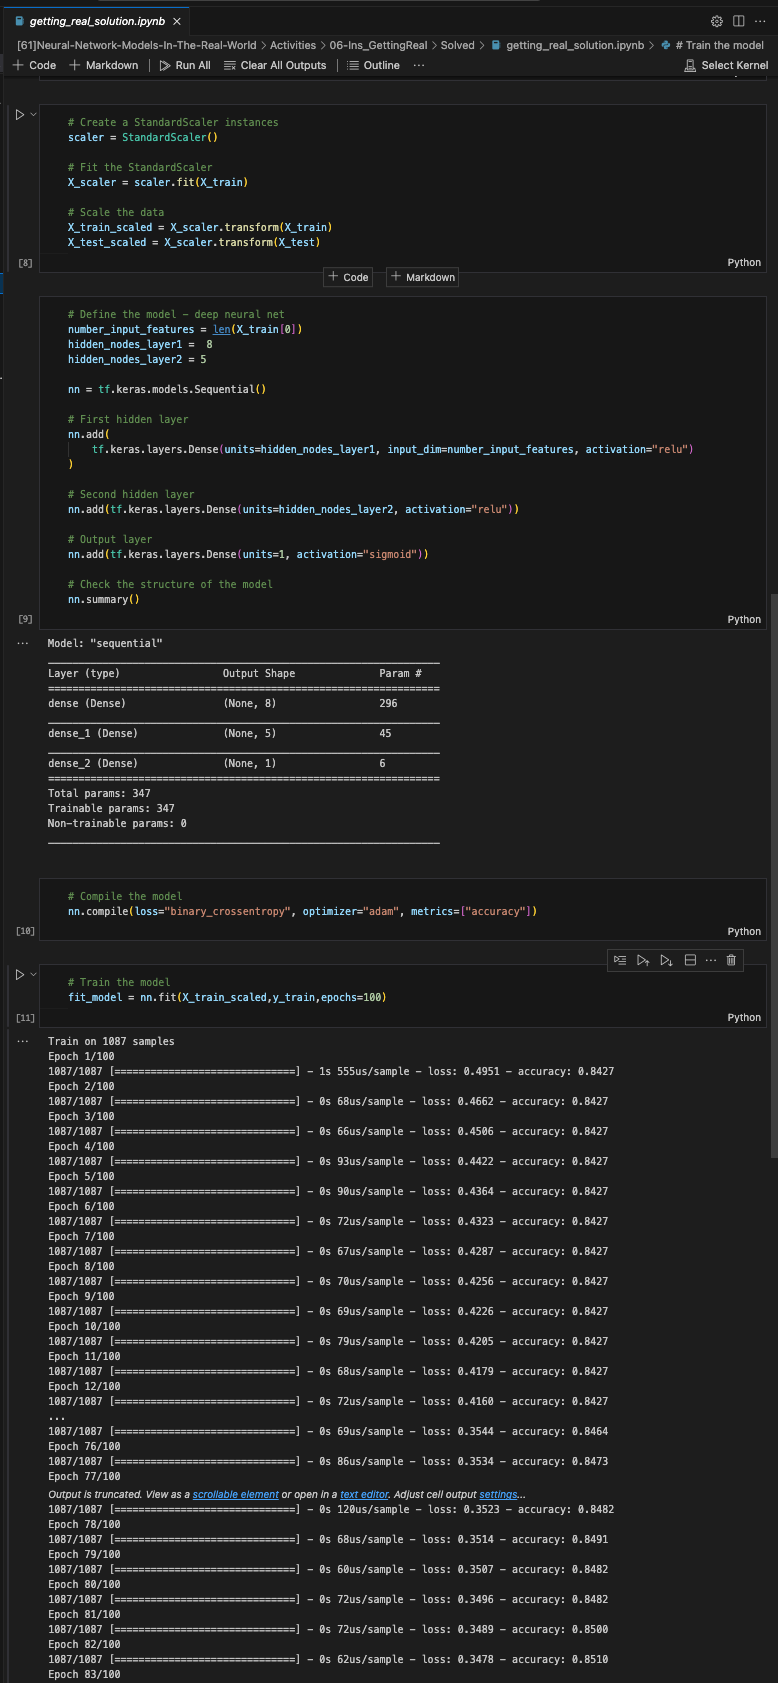 getting_real_solution.ipynb
[61]Neural-Network-Models-In-The-Real-World > Activities > 06-Ins_GettingReal > Solved > getting_real_solution.ipynb > # Train the model
+ Code + Markdown | Run All Clear All Outputs | Outline ... Select Kernel
# Create a StandardScaler instances
scaler = StandardScaler()
# Fit the StandardScaler
X_scaler = scaler.fit(X_train)
# Scale the data
X_train_scaled = X_scaler.transform(X_train)
X_test_scaled = X_scaler.transform(X_test)
[8]
Python
+ Code + Markdown
# Define the model - deep neural net
number_input_features = len(X_train[0])
hidden_nodes_layer1 =  8
hidden_nodes_layer2 = 5
nn = tf.keras.models.Sequential()
# First hidden layer
nn.add(
    tf.keras.layers.Dense(units=hidden_nodes_layer1, input_dim=number_input_features, activation="relu")
)
# Second hidden layer
nn.add(tf.keras.layers.Dense(units=hidden_nodes_layer2, activation="relu"))
# Output layer
nn.add(tf.keras.layers.Dense(units=1, activation="sigmoid"))
# Check the structure of the model
nn.summary()
[9]
Python
... Model: "sequential"
Layer (type) Output Shape Param #
=================================================================
dense (Dense) (None, 8) 296
dense_1 (Dense) (None, 5) 45
dense_2 (Dense) (None, 1) 6
=================================================================
Total params: 347
Trainable params: 347
Non-trainable params: 0
# Compile the model
nn.compile(loss="binary_crossentropy", optimizer="adam", metrics=["accuracy"])
[10]
Python
# Train the model
fit_model = nn.fit(X_train_scaled,y_train,epochs=100)
[11]
Python
... Train on 1087 samples
Epoch 1/100
1087/1087 [==============================] - 1s 555us/sample - loss: 0.4951 - accuracy: 0.8427
Epoch 2/100
1087/1087 [==============================] - 0s 68us/sample - loss: 0.4662 - accuracy: 0.8427
Epoch 3/100
1087/1087 [==============================] - 0s 66us/sample - loss: 0.4506 - accuracy: 0.8427
Epoch 4/100
1087/1087 [==============================] - 0s 93us/sample - loss: 0.4422 - accuracy: 0.8427
Epoch 5/100
1087/1087 [==============================] - 0s 90us/sample - loss: 0.4364 - accuracy: 0.8427
Epoch 6/100
1087/1087 [==============================] - 0s 72us/sample - loss: 0.4323 - accuracy: 0.8427
Epoch 7/100
1087/1087 [==============================] - 0s 67us/sample - loss: 0.4287 - accuracy: 0.8427
Epoch 8/100
1087/1087 [==============================] - 0s 70us/sample - loss: 0.4256 - accuracy: 0.8427
Epoch 9/100
1087/1087 [==============================] - 0s 69us/sample - loss: 0.4226 - accuracy: 0.8427
Epoch 10/100
1087/1087 [==============================] - 0s 79us/sample - loss: 0.4205 - accuracy: 0.8427
Epoch 11/100
1087/1087 [==============================] - 0s 68us/sample - loss: 0.4179 - accuracy: 0.8427
Epoch 12/100
1087/1087 [==============================] - 0s 72us/sample - loss: 0.4160 - accuracy: 0.8427
...
1087/1087 [==============================] - 0s 69us/sample - loss: 0.3544 - accuracy: 0.8464
Epoch 76/100
1087/1087 [==============================] - 0s 86us/sample - loss: 0.3534 - accuracy: 0.8473
Epoch 77/100
Output is truncated. View as a scrollable element or open in a text editor. Adjust cell output settings...
1087/1087 [==============================] - 0s 120us/sample - loss: 0.3523 - accuracy: 0.8482
Epoch 78/100
1087/1087 [==============================] - 0s 68us/sample - loss: 0.3514 - accuracy: 0.8491
Epoch 79/100
1087/1087 [==============================] - 0s 60us/sample - loss: 0.3507 - accuracy: 0.8482
Epoch 80/100
1087/1087 [==============================] - 0s 72us/sample - loss: 0.3496 - accuracy: 0.8482
Epoch 81/100
1087/1087 [==============================] - 0s 72us/sample - loss: 0.3489 - accuracy: 0.8500
Epoch 82/100
1087/1087 [==============================] - 0s 62us/sample - loss: 0.3478 - accuracy: 0.8510
Epoch 83/100